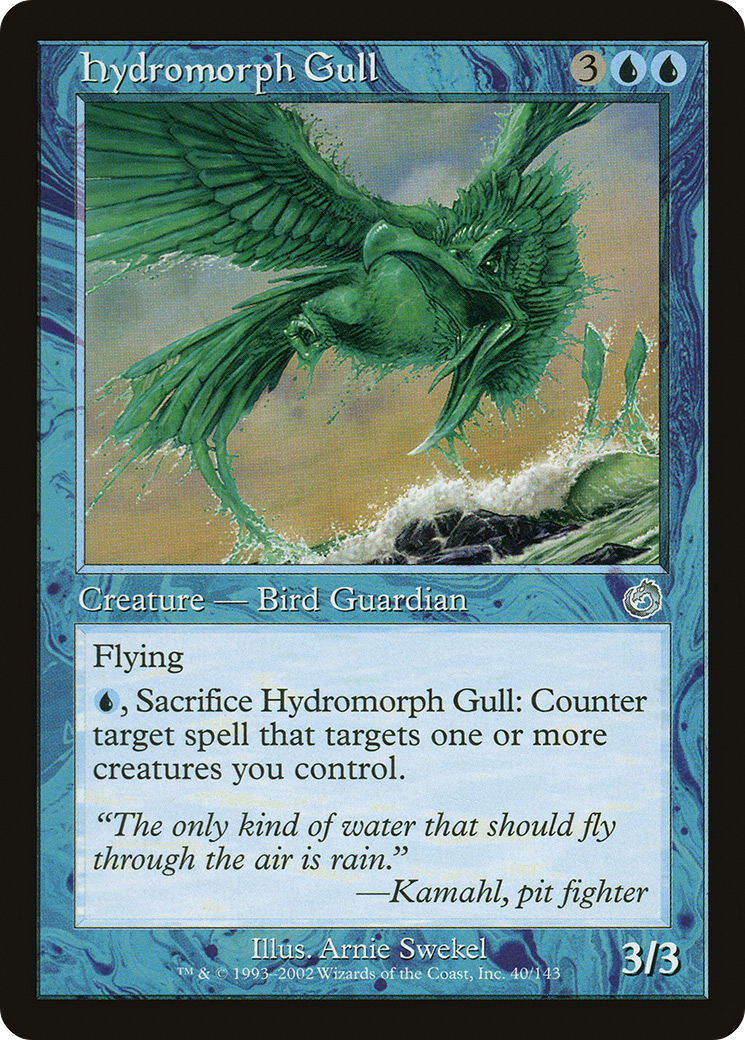 Hydromorph Gull 3
Creature — Bird Guardian
Flying
, Sacrifice Hydromorph Gull: Counter
target spell that targets one or more
creatures you control.
“The only kind of water that should fly
through the air is rain.”
—Kamahl, pit fighter
Illus. Arnie Swekel
™ & © 1993–2002 Wizards of the Coast, Inc. 40/143
3/3